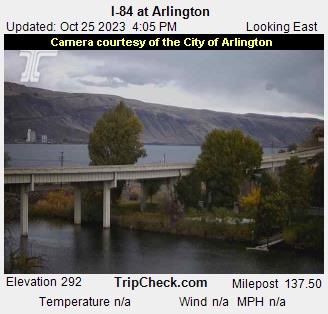 I-84 at Arlington
Updated: Oct 25 2023 4:05 PM Looking East
Camera courtesy of the City of Arlington
Elevation 292 TripCheck.com Milepost 137.50
Temperature n/a Wind n/a MPH n/a